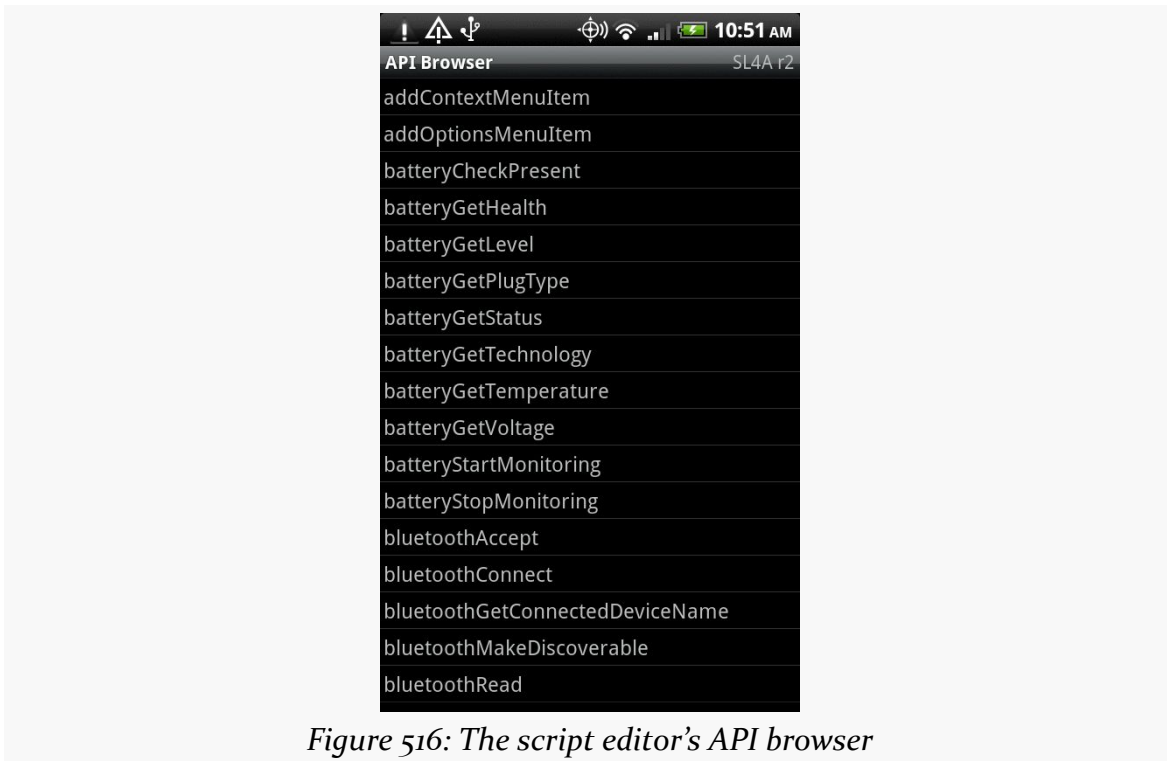 10:51 AM
API Browser SL4A r2
addContextMenuItem
addOptionsMenuItem
batteryCheckPresent
batteryGetHealth
batteryGetLevel
batteryGetPlugType
batteryGetStatus
batteryGetTechnology
batteryGetTemperature
batteryGetVoltage
batteryStartMonitoring
batteryStopMonitoring
bluetoothAccept
bluetoothConnect
bluetoothGetConnectedDeviceName
bluetoothMakeDiscoverable
bluetoothRead
Figure 516: The script editor’s API browser